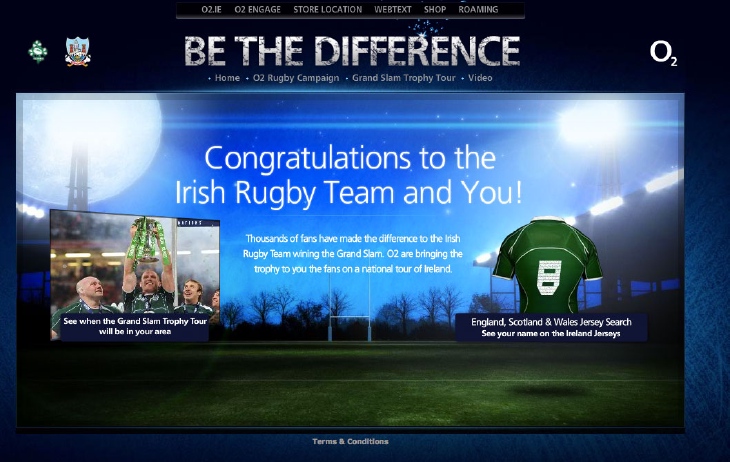 O2.IE O2 ENGAGE STORE LOCATION WEBTEXT SHOP ROAMING
BE THE DIFFERENCE
O2
• Home • O2 Rugby Campaign • Grand Slam Trophy Tour • Video
Congratulations to the
Irish Rugby Team and You!
Thousands of fans have made the difference to the Irish
Rugby Team wining the Grand Slam. O2 are bringing the
trophy to you the fans on a national tour of Ireland.
See when the Grand Slam Trophy Tour
will be in your area
8
England, Scotland & Wales Jersey Search
See your name on the Ireland Jerseys
Terms & Conditions